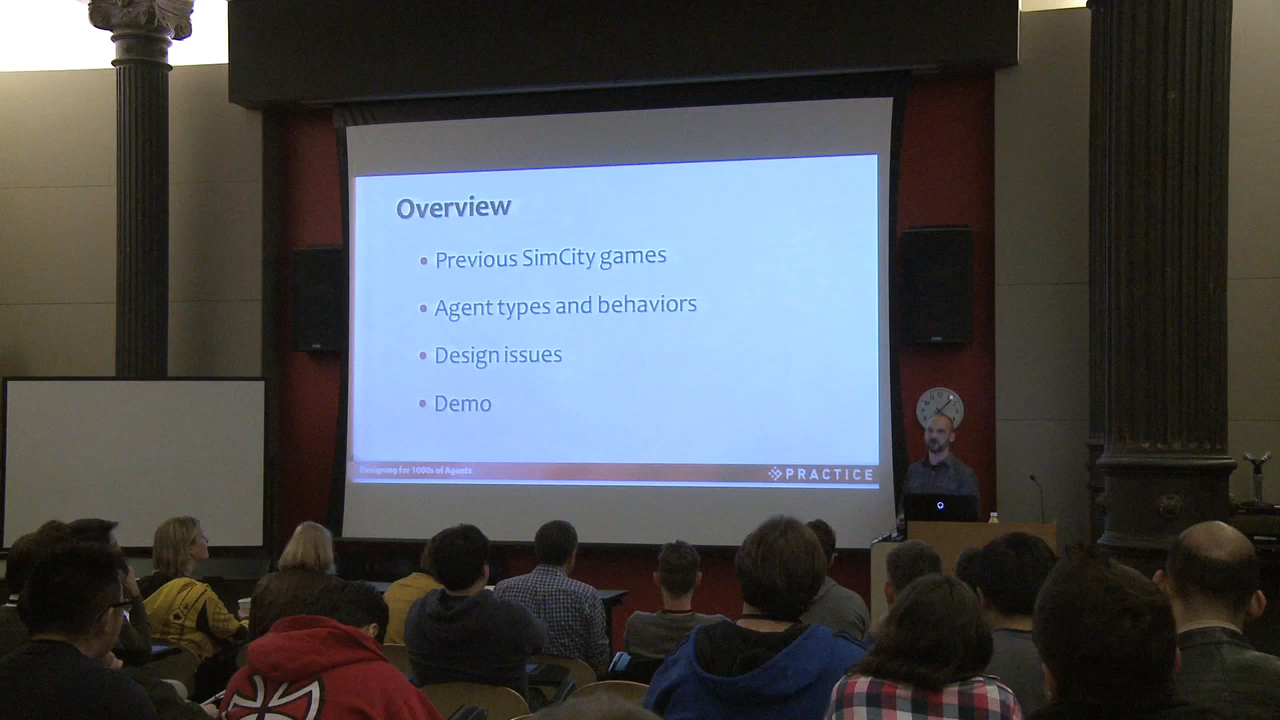 Overview
• Previous SimCity games
• Agent types and behaviors
• Design issues
• Demo
Designing for 1000s of Agents
PRACTICE